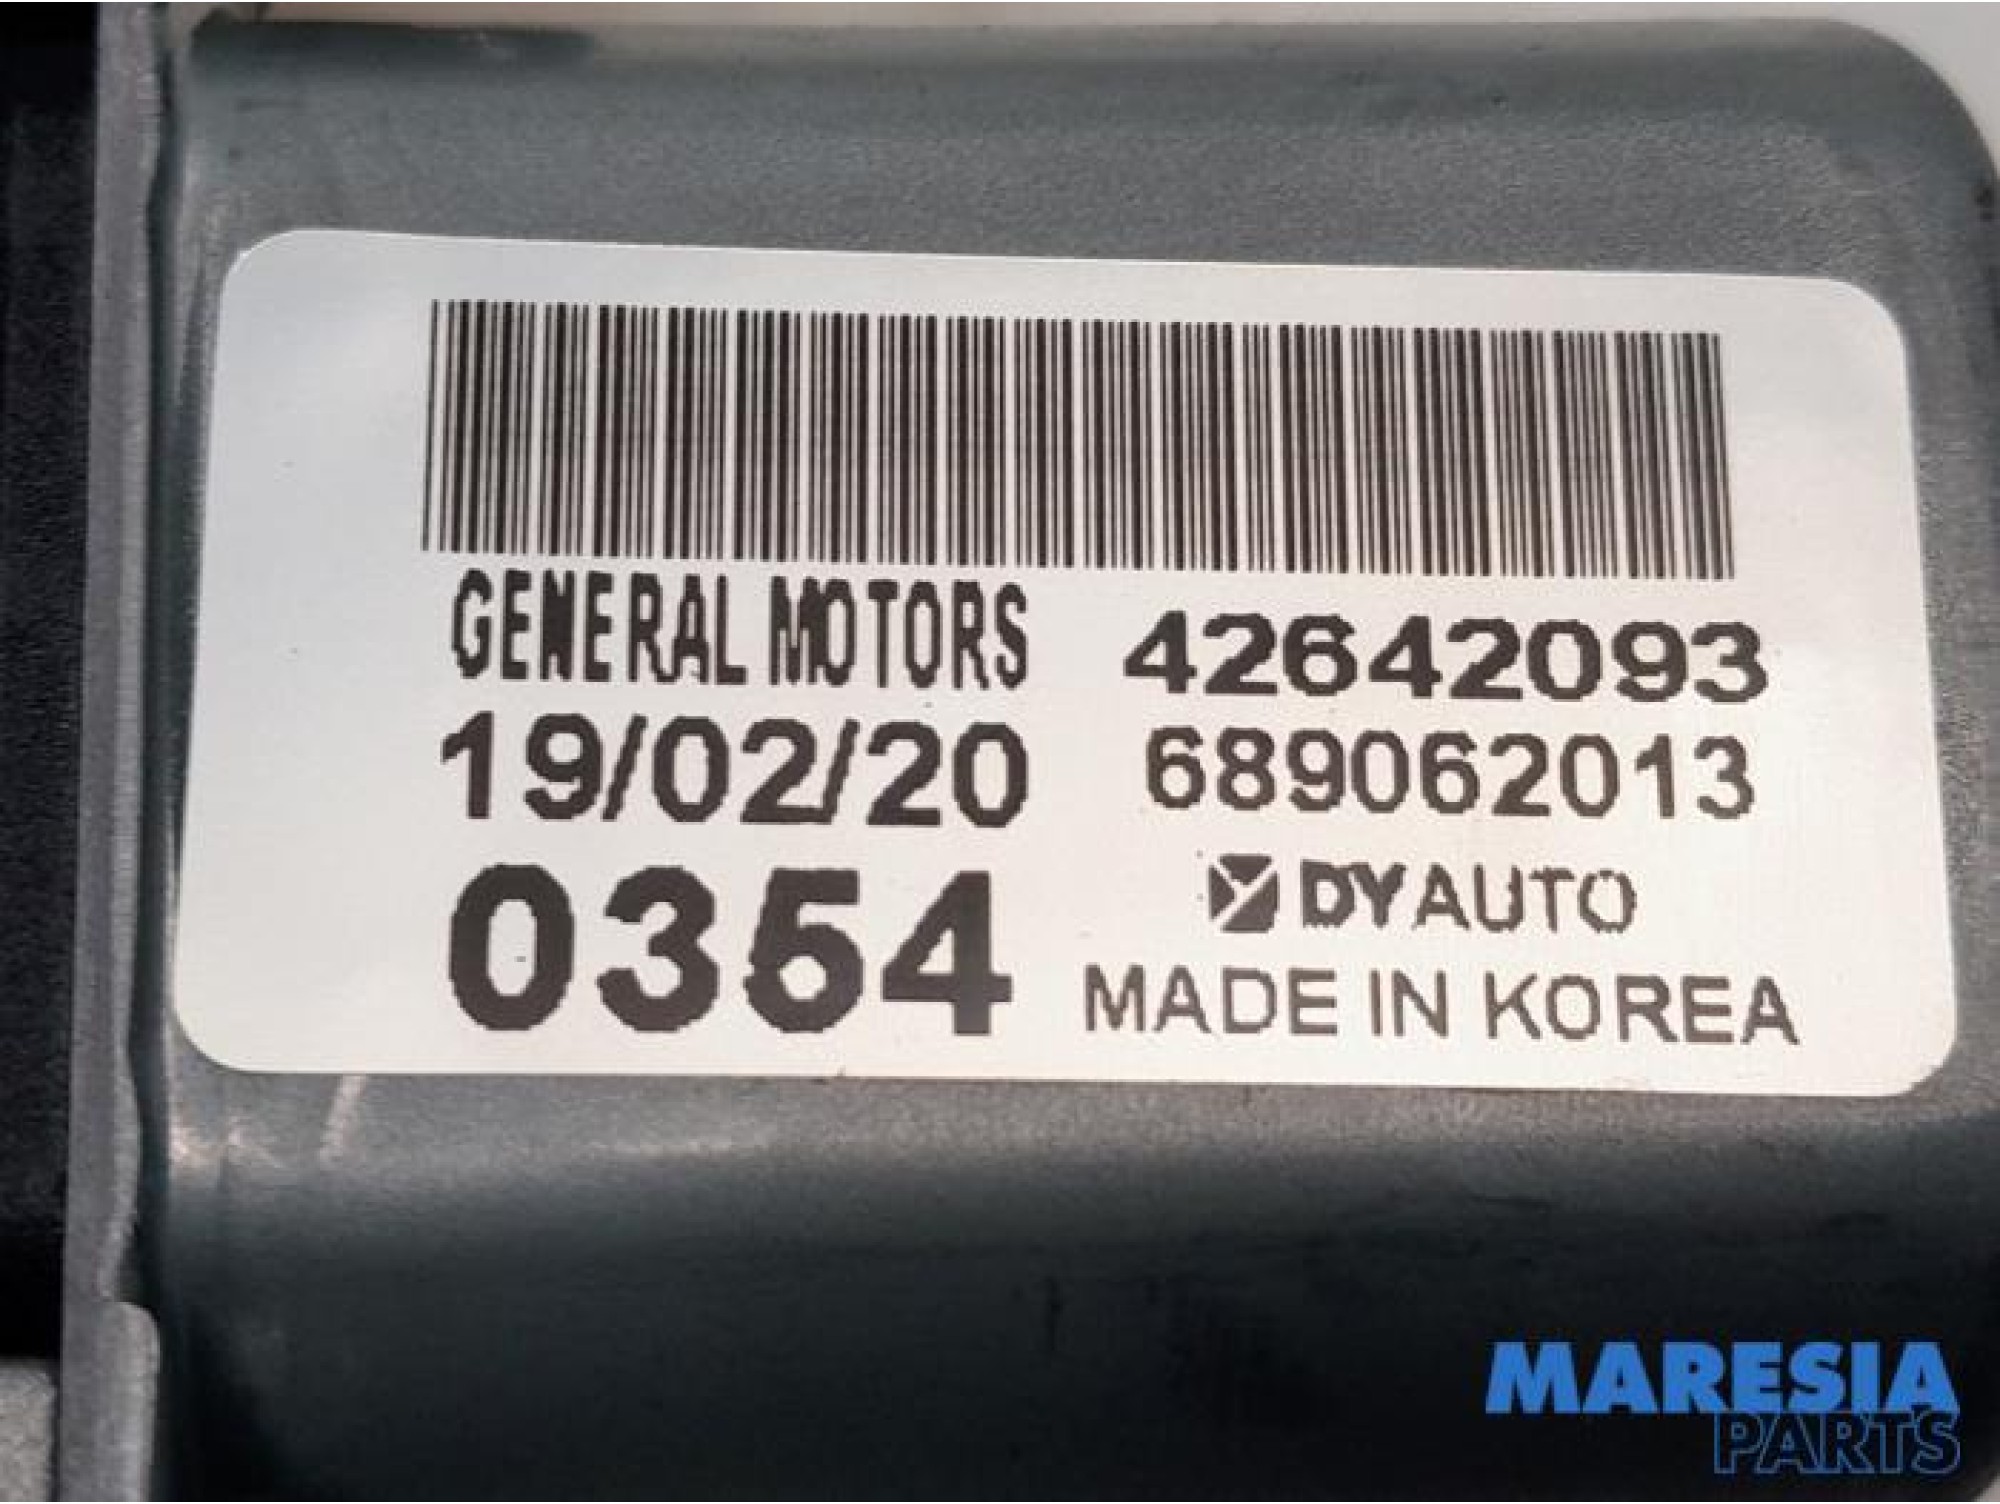 GENERAL MOTORS 42642093
19/02/20 689062013
0354 DYAUTO
MADE IN KOREA
MARESIA
PARTS